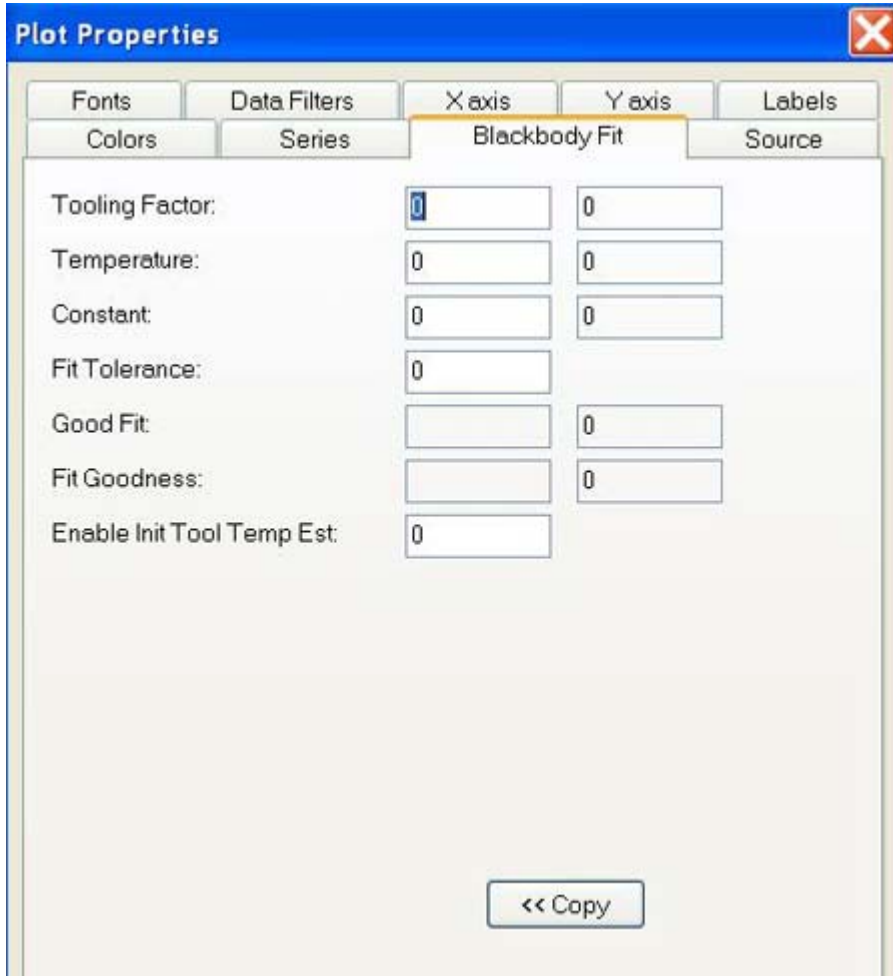 Plot Properties
Fonts Data Filters X axis Y axis Labels
Colors Series Blackbody Fit Source
Tooling Factor: 0 0
Temperature: 0 0
Constant: 0 0
Fit Tolerance: 0
Good Fit: 0
Fit Goodness: 0
Enable Init Tool Temp Est: 0
<< Copy